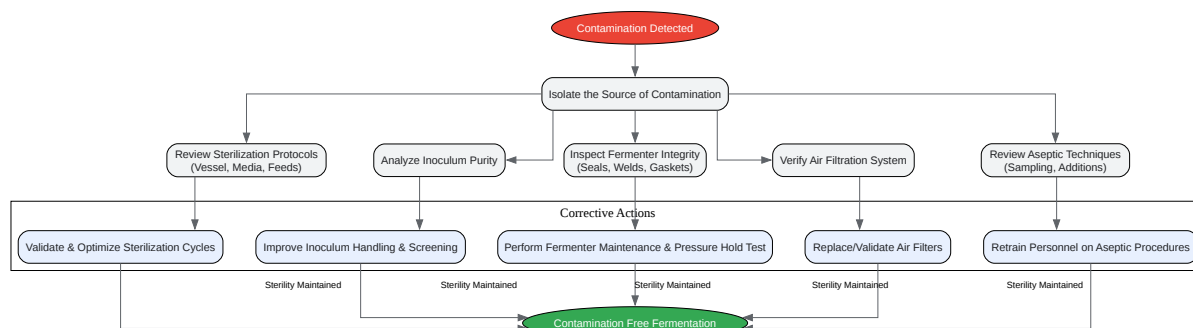 Contamination Detected
Isolate the Source of Contamination
Review Sterilization Protocols
(Vessel, Media, Feeds)
Analyze Inoculum Purity
Inspect Fermenter Integrity
(Seals, Welds, Gaskets)
Verify Air Filtration System
Review Aseptic Techniques
(Sampling, Additions)
Corrective Actions
Validate & Optimize Sterilization Cycles
Improve Inoculum Handling & Screening
Perform Fermenter Maintenance & Pressure Hold Test
Replace/Validate Air Filters
Retrain Personnel on Aseptic Procedures
Sterility Maintained
Sterility Maintained
Sterility Maintained
Sterility Maintained
Sterility Maintained
Contamination Free Fermentation